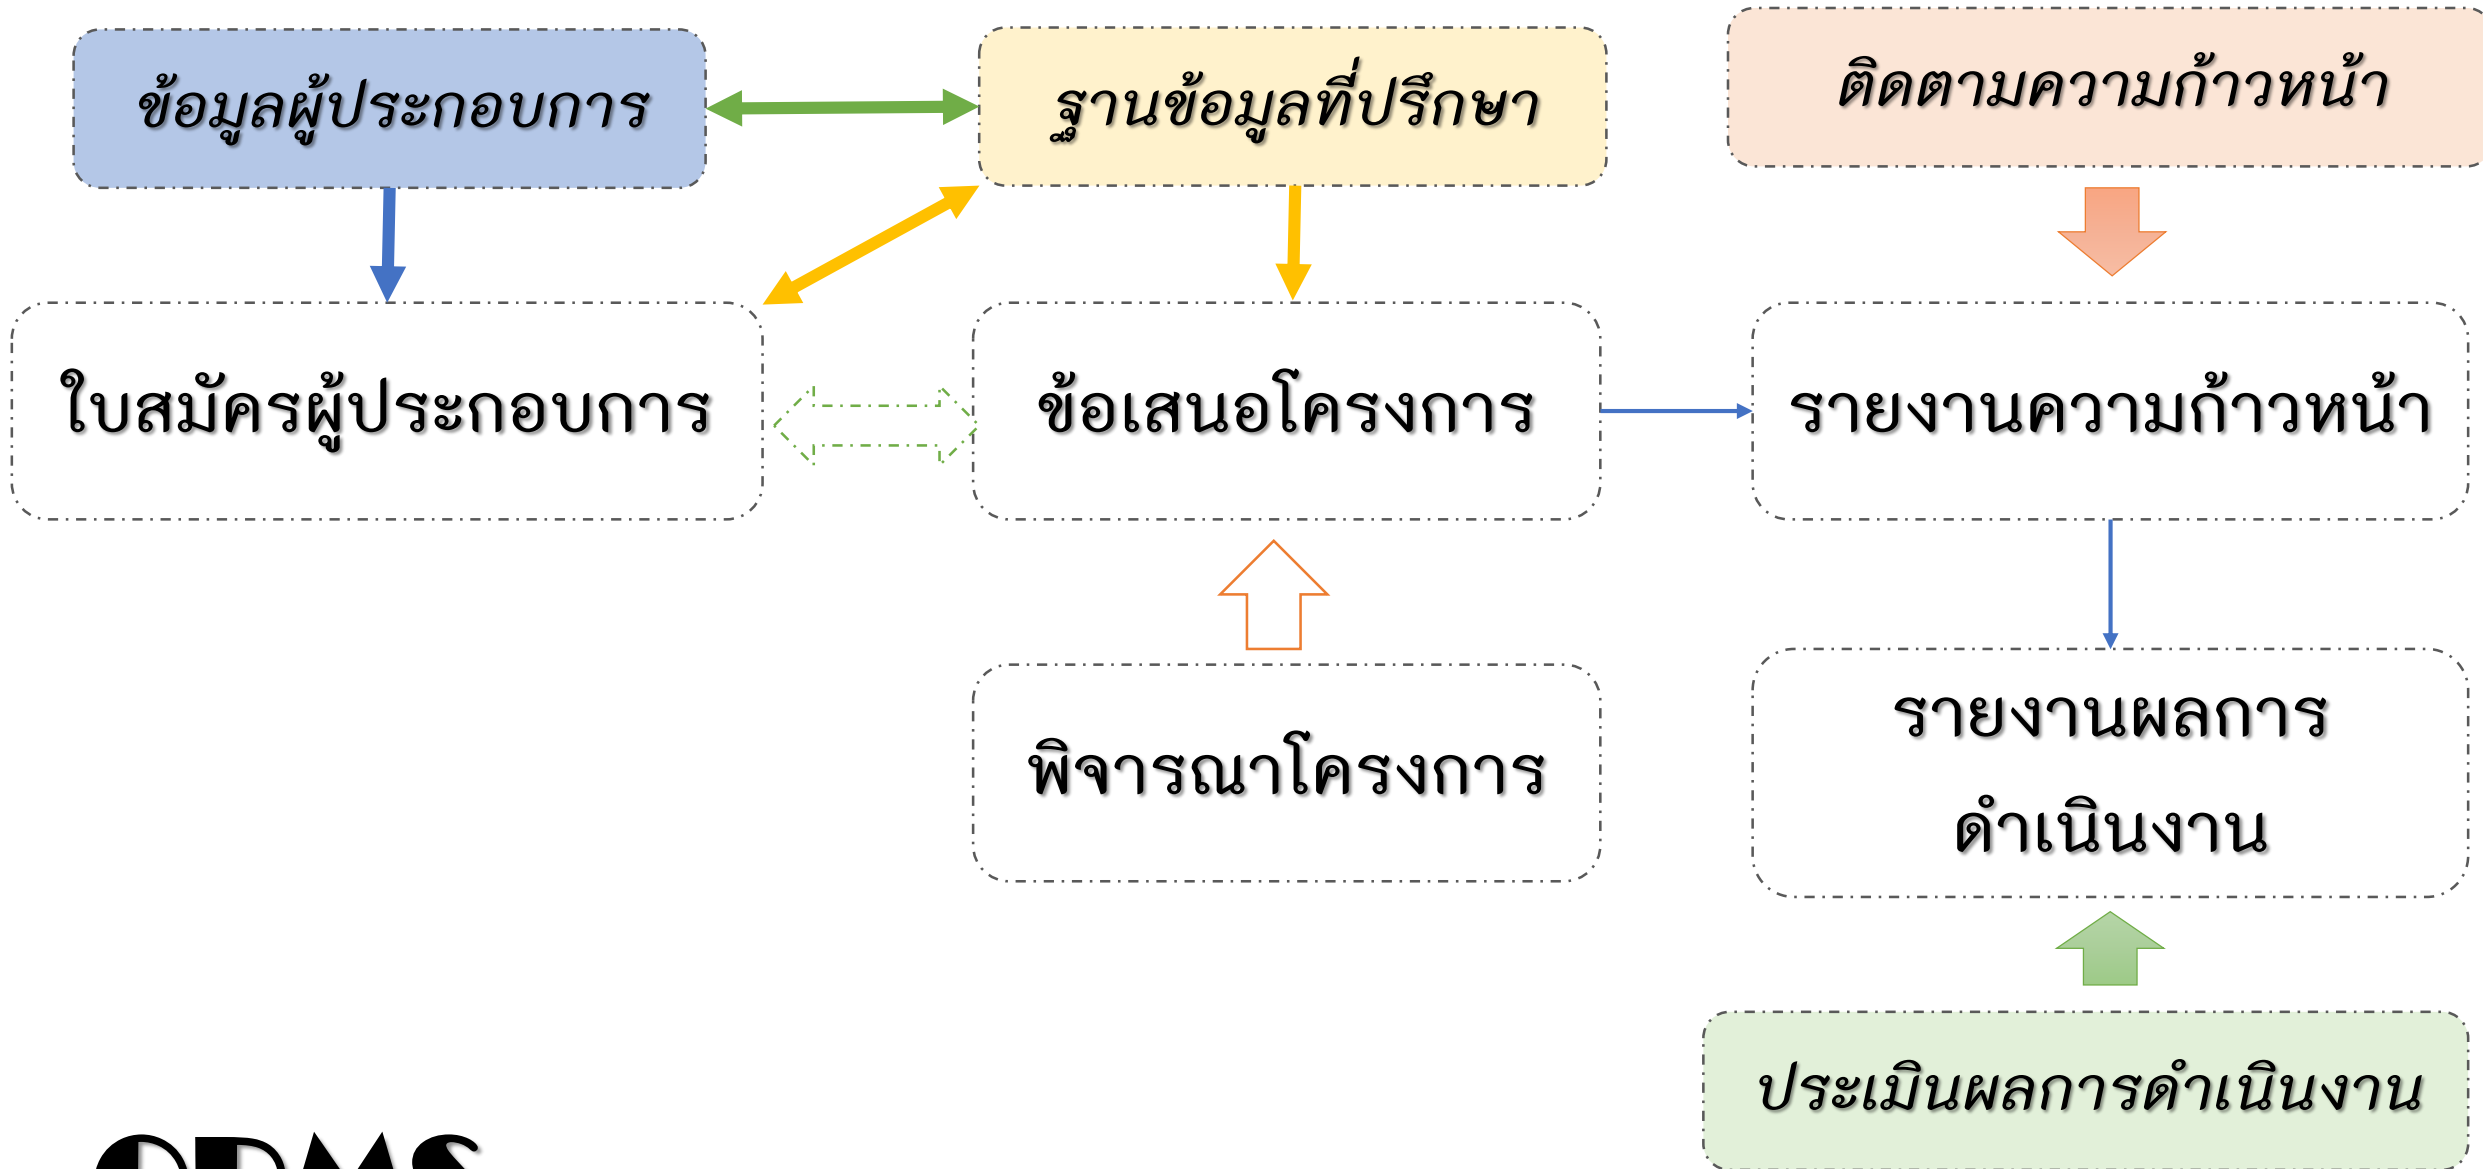 ข้อมูลผู้ประกอบการ
ฐานข้อมูลที่ปรึกษา
ติดตามความก้าวหน้า
ใบสมัครผู้ประกอบการ
ข้อเสนอโครงการ
รายงานความก้าวหน้า
พิจารณาโครงการ
รายงานผลการ
ดำเนินงาน
ประเมินผลการดำเนินงาน